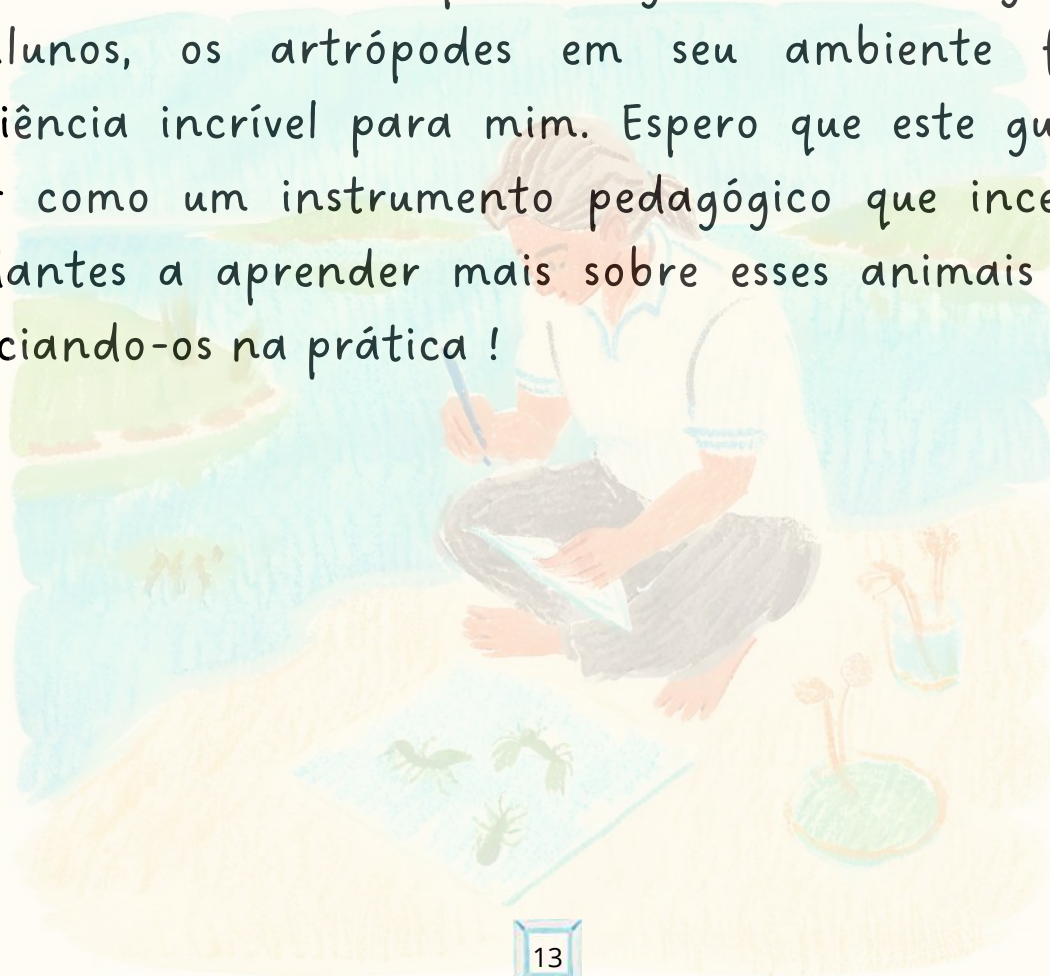 lunos, os artrópodes em seu ambiente
iência incrível para mim. Espero que este gu
como um instrumento pedagógico que ince
iantes a aprender mais sobre esses animais
ciando-os na prática !
13